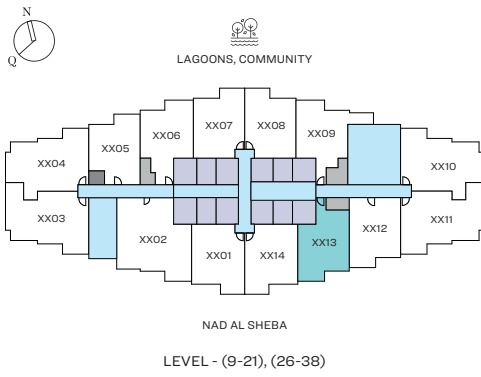 N
Q
LAGOONS, COMMUNITY
XX07 XX08
XX06 XX09
XX05
XX04 XX10
XX03 XX11
XX02 XX12
XX01 XX14 XX13
NAD AL SHEBA
LEVEL - (9-21), (26-38)